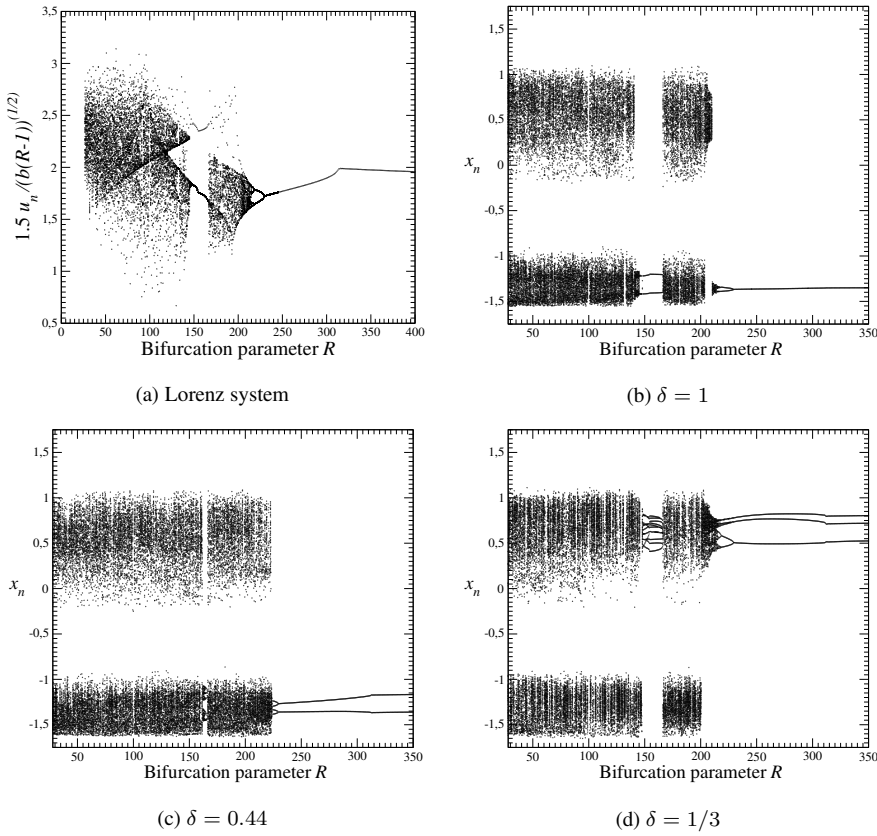 3,5
3
2,5
2
1,5
1
0,5
1.5 u_n/(b(R-1))^(1/2)
0 50 100 150 200 250 300 350 400
Bifurcation parameter R
(a) Lorenz system
1,5
1
0,5
0
-0,5
-1
-1,5
x_n
50 100 150 200 250 300 350
Bifurcation parameter R
(b) δ = 1
1,5
1
0,5
0
-0,5
-1
-1,5
x_n
50 100 150 200 250 300 350
Bifurcation parameter R
(c) δ = 0.44
1,5
1
0,5
0
-0,5
-1
-1,5
x_n
50 100 150 200 250 300 350
Bifurcation parameter R
(d) δ = 1/3